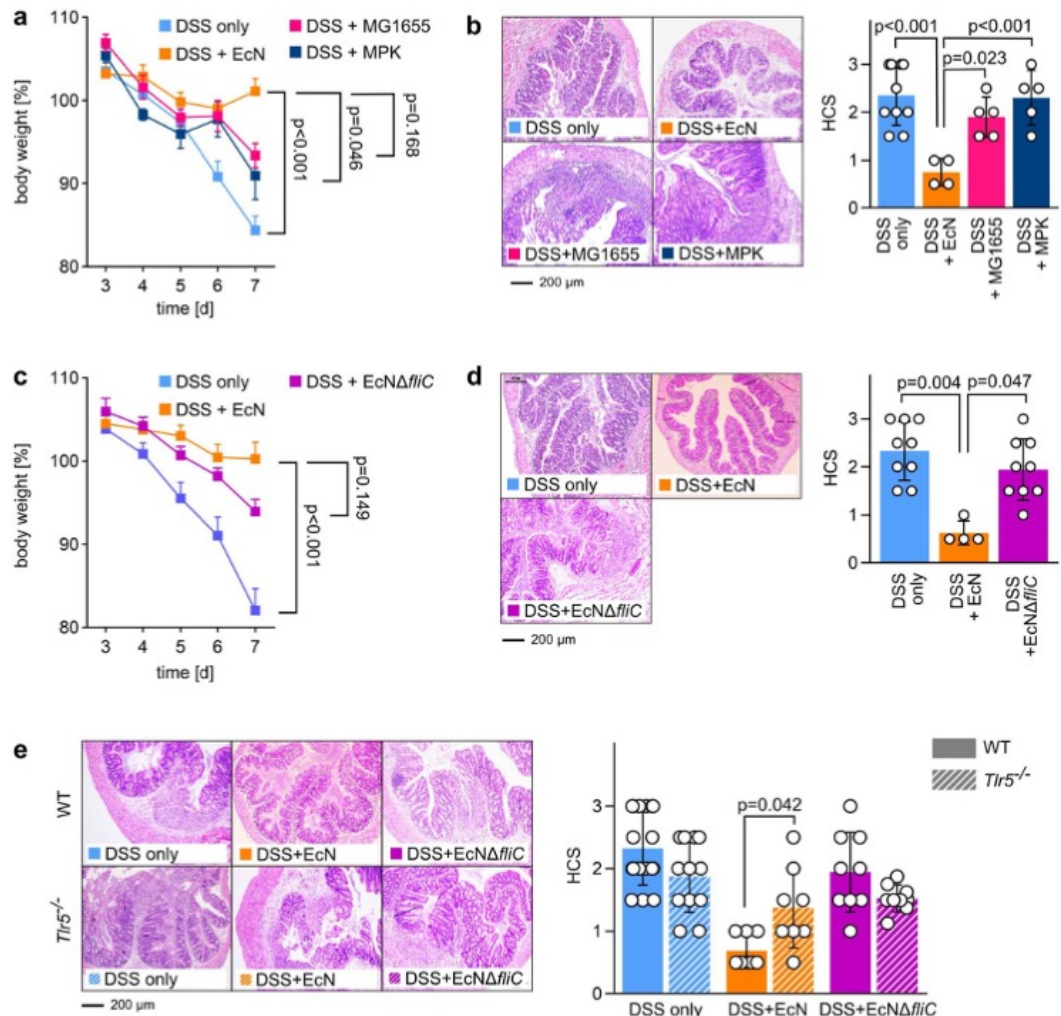 a
110
100
90
80
body weight [%]
3 4 5 6 7
time [d]
DSS only
DSS + EcN
DSS + MG1655
DSS + MPK
p<0.001
p=0.046
p=0.168
b
DSS only
DSS+EcN
DSS+MG1655
DSS+MPK
200 µm
p<0.001
p<0.001
p=0.023
HCS
3
2
1
0
DSS
only
DSS
+ EcN
DSS
+ MG1655
DSS
+ MPK
c
110
100
90
80
body weight [%]
3 4 5 6 7
time [d]
DSS only
DSS + EcN
DSS + EcNΔfliC
p<0.001
p=0.149
d
DSS only
DSS+EcN
DSS+EcNΔfliC
200 µm
p=0.004
p=0.047
HCS
3
2
1
0
DSS
only
DSS
+ EcN
DSS
+EcNΔfliC
e
WT
DSS only
DSS+EcN
DSS+EcNΔfliC
Tlr5-/-
DSS only
DSS+EcN
DSS+EcNΔfliC
200 µm
WT
Tlr5-/-
p=0.042
HCS
3
2
1
0
DSS only
DSS+EcN
DSS+EcNΔfliC